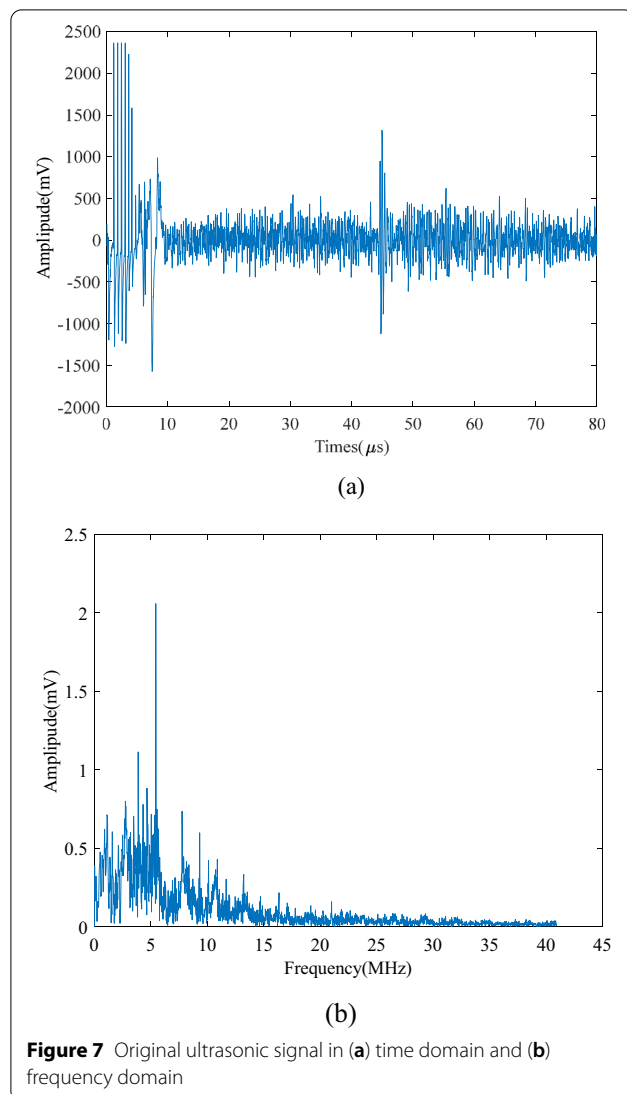 2500
2000
1500
1000
500
0
-500
-1000
-1500
-2000
Amplipude(mV)
0 10 20 30 40 50 60 70 80
Times(μs)
(a)
2.5
2
1.5
1
0.5
0
Amplipude(mV)
0 5 10 15 20 25 30 35 40 45
Frequency(MHz)
(b)
Figure 7 Original ultrasonic signal in (a) time domain and (b)
frequency domain